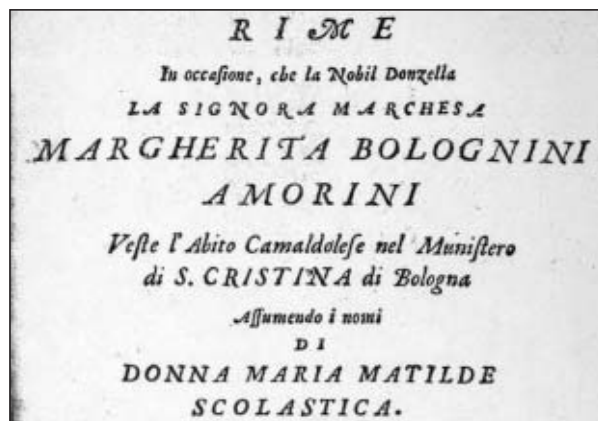 RIME
In occasione, che la Nobil Donzella
LA SIGNORA MARCHESA
MARGHERITA BOLOGNINI
AMORINI
Veste l'Abito Camaldolese nel Munistero
di S. CRISTINA di Bologna
Assumendo i nomi
DI
DONNA MARIA MATILDE
SCOLASTICA.